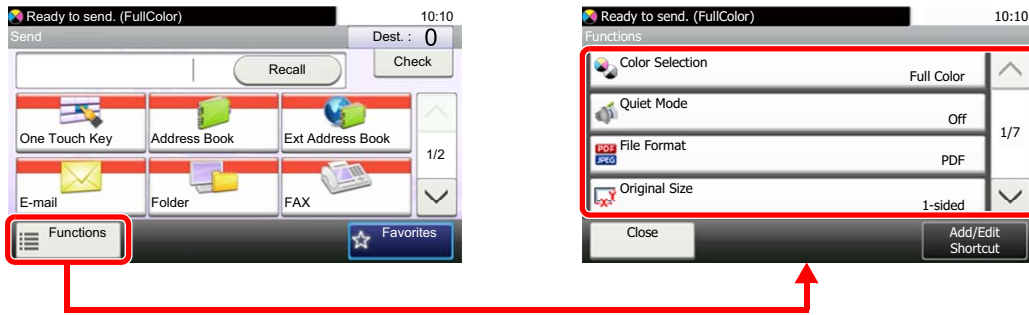 Ready to send. (FullColor)
10:10
Send
Dest. : 0
Recall
Check
One Touch Key
Address Book
Ext Address Book
1/2
E-mail
Folder
FAX
Functions
Favorites
Ready to send. (FullColor)
10:10
Functions
Color Selection
Full Color
Quiet Mode
Off
1/7
PDF
JPEG
File Format
PDF
X Y
Original Size
1-sided
Close
Add/Edit
Shortcut